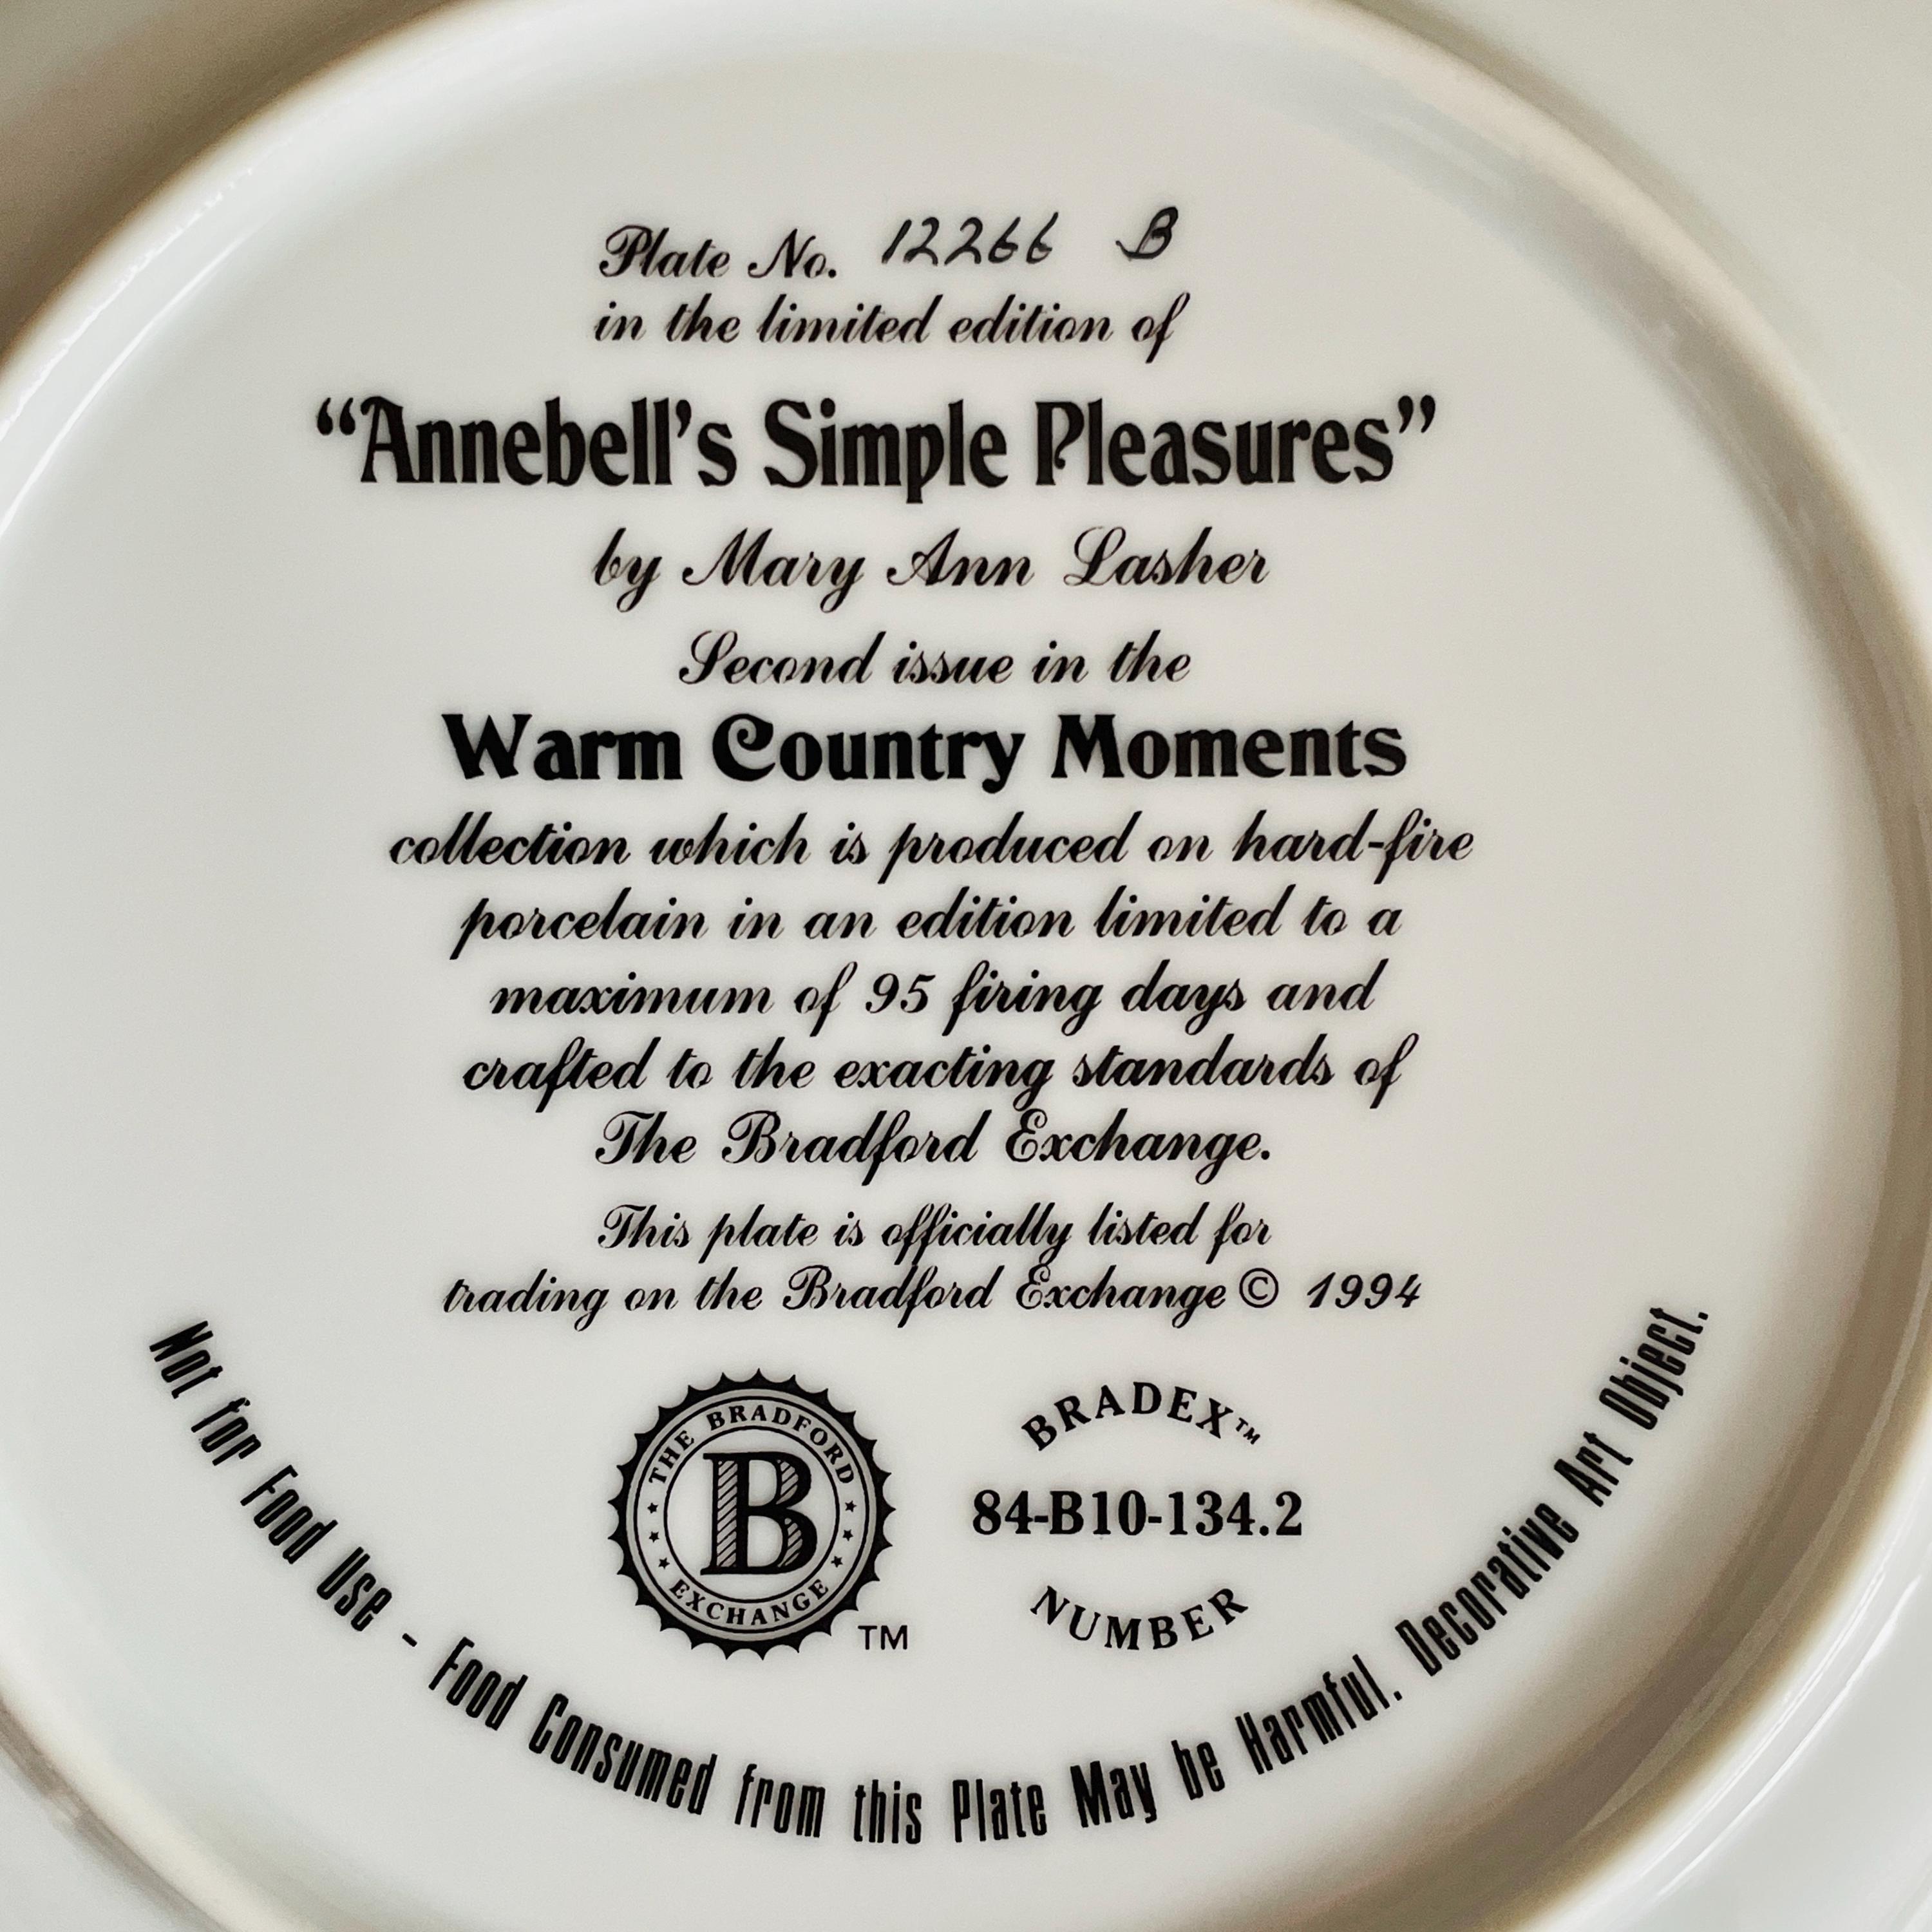 Plate No. 12266 B
in the limited edition of
“Annebell’s Simple Pleasures”
by Mary Ann Lasher
Second issue in the
Warm Country Moments
collection which is produced on hard-fire
porcelain in an edition limited to a
maximum of 95 firing days and
crafted to the exacting standards of
The Bradford Exchange.
This plate is officially listed for
trading on the Bradford Exchange © 1994
THE BRADFORD
B
EXCHANGE
TM
BRADEX™
84-B10-134.2
NUMBER
Not for Food Use - Food Consumed from this Plate May be Harmful. Decorative Art Object.